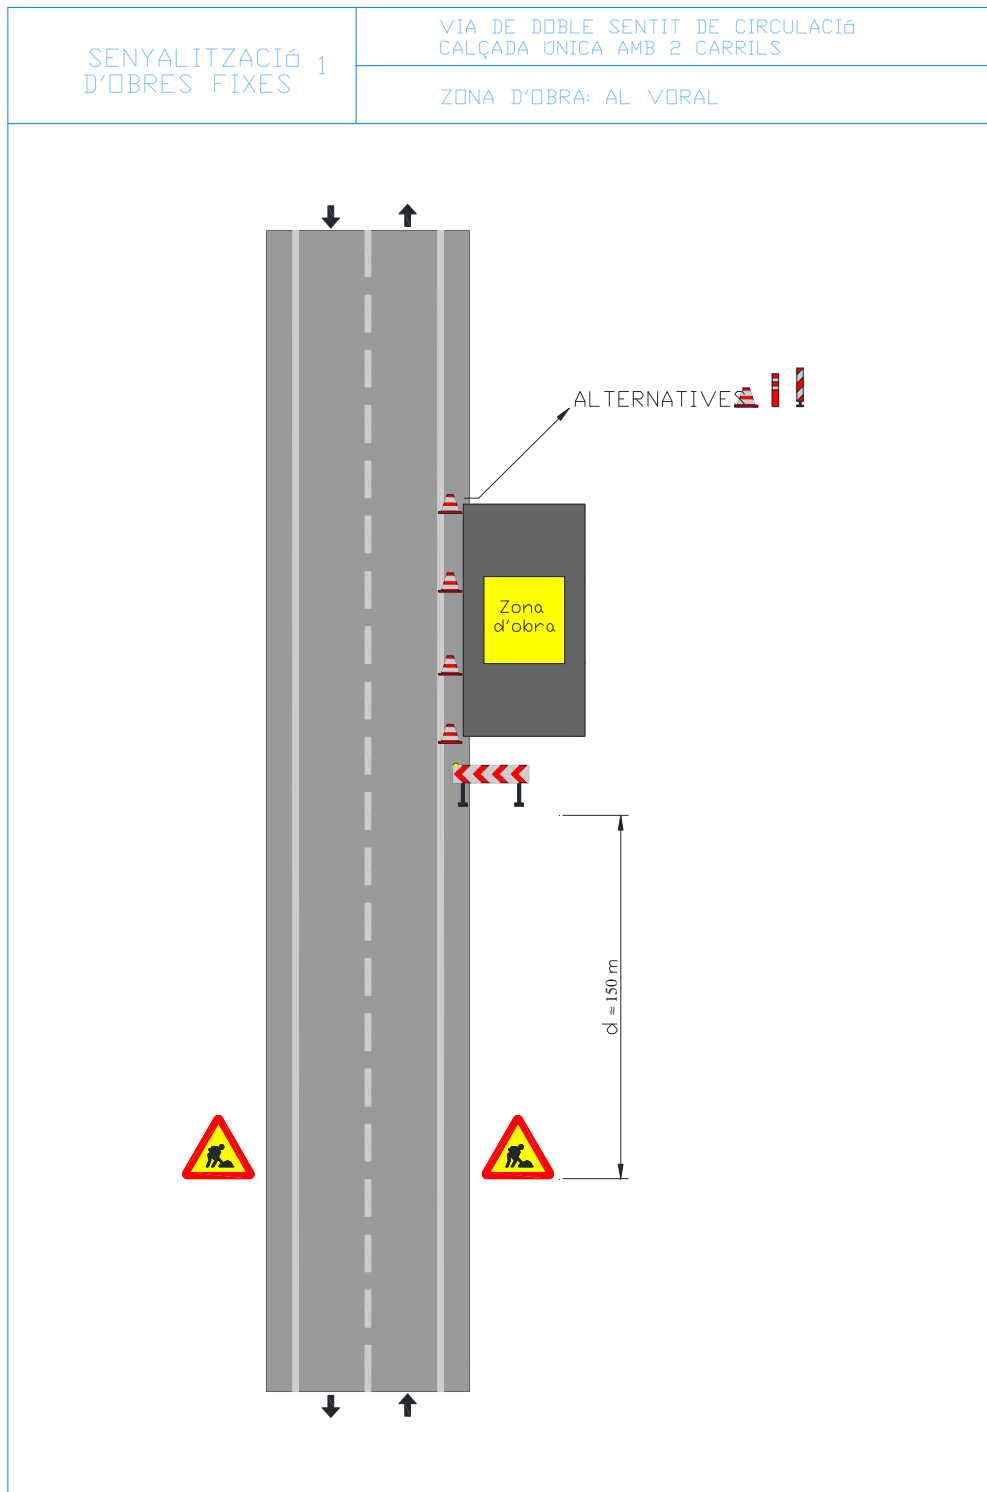 SENYALITZACIó 1
D'OBRES FIXES
VIA DE DOBLE SENTIT DE CIRCULACIó
CALÇADA ÚNICA AMB 2 CARRILS
ZONA D'OBRA: AL VORAL
ALTERNATIVES
Zona
d'obra
d ≈ 150 m